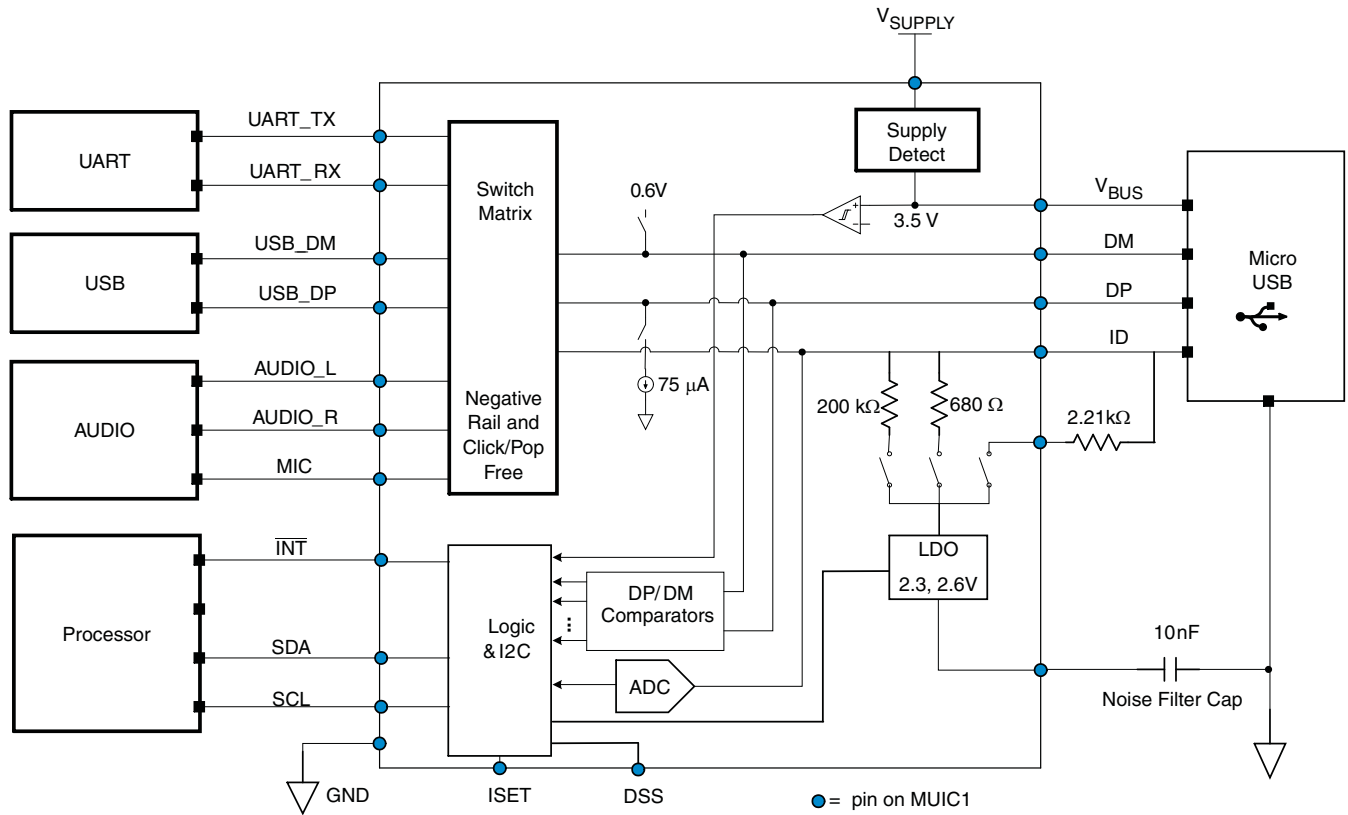 VSUPPLY
UART
UART_TX
UART_RX
USB
USB_DM
USB_DP
AUDIO
AUDIO_L
AUDIO_R
MIC
Processor
INT
SDA
SCL
GND
Switch
Matrix
Negative
Rail and
Click/Pop
Free
Supply
Detect
0.6V
3.5 V
75 µA
200 kΩ
680 Ω
2.21kΩ
VBUS
DM
DP
ID
Micro
USB
Logic
& I2C
DP/DM
Comparators
ADC
LDO
2.3, 2.6V
10nF
Noise Filter Cap
ISET
DSS
= pin on MUIC1